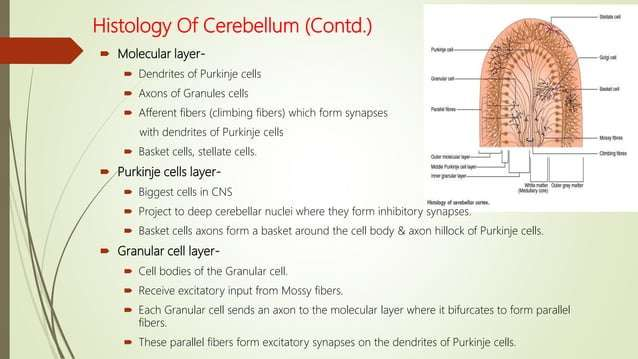 Histology Of Cerebellum (Contd.)
Molecular layer-
Dendrites of Purkinje cells
Axons of Granules cells
Afferent fibers (climbing fibers) which form synapses
with dendrites of Purkinje cells
Basket cells, stellate cells.
Purkinje cells layer-
Biggest cells in CNS
Project to deep cerebellar nuclei where they form inhibitory synapses.
Basket cells axons form a basket around the cell body & axon hillock of Purkinje cells.
Granular cell layer-
Cell bodies of the Granular cell.
Receive excitatory input from Mossy fibers.
Each Granular cell sends an axon to the molecular layer where it bifurcates to form parallel
fibers.
These parallel fibers form excitatory synapses on the dendrites of Purkinje cells.
Stellate cell
Purkinje cell
Golgi cell
Granular cell
Basket cell
Parallel fibres
Mossy fibres
Climbing fibres
Outer molecular layer
Middle Purkinje cell layer
Inner granular layer
White matter
(Medullary core)
Outer grey matter
Histology of cerebellar cortex.